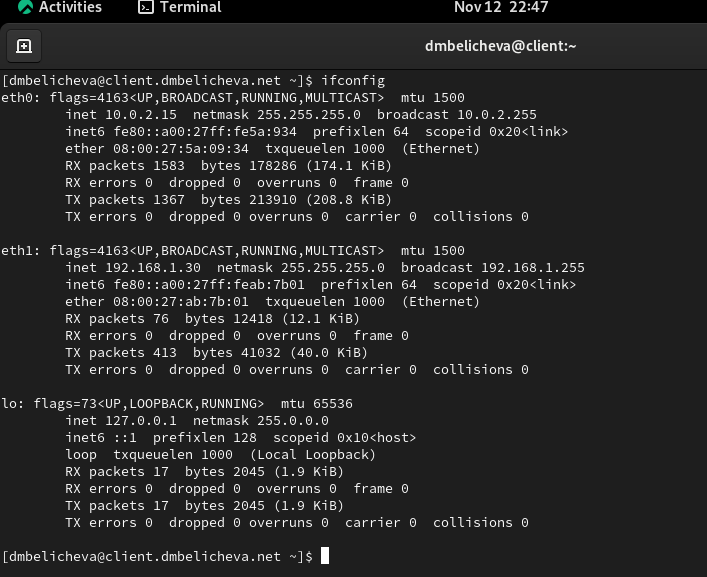 Activities Terminal Nov 12 22:47
dmbelicheva@client:~
[dmbelicheva@client.dmbelicheva.net ~]$ ifconfig
eth0: flags=4163<UP,BROADCAST,RUNNING,MULTICAST>  mtu 1500
        inet 10.0.2.15  netmask 255.255.255.0  broadcast 10.0.2.255
        inet6 fe80::a00:27ff:fe5a:934  prefixlen 64  scopeid 0x20<link>
        ether 08:00:27:5a:09:34  txqueuelen 1000  (Ethernet)
        RX packets 1583  bytes 178286 (174.1 KiB)
        RX errors 0  dropped 0  overruns 0  frame 0
        TX packets 1367  bytes 213910 (208.8 KiB)
        TX errors 0  dropped 0 overruns 0  carrier 0  collisions 0
eth1: flags=4163<UP,BROADCAST,RUNNING,MULTICAST>  mtu 1500
        inet 192.168.1.30  netmask 255.255.255.0  broadcast 192.168.1.255
        inet6 fe80::a00:27ff:feab:7b01  prefixlen 64  scopeid 0x20<link>
        ether 08:00:27:ab:7b:01  txqueuelen 1000  (Ethernet)
        RX packets 76  bytes 12418 (12.1 KiB)
        RX errors 0  dropped 0  overruns 0  frame 0
        TX packets 413  bytes 41032 (40.0 KiB)
        TX errors 0  dropped 0 overruns 0  carrier 0  collisions 0
lo: flags=73<UP,LOOPBACK,RUNNING>  mtu 65536
        inet 127.0.0.1  netmask 255.0.0.0
        inet6 ::1  prefixlen 128  scopeid 0x10<host>
        loop  txqueuelen 1000  (Local Loopback)
        RX packets 17  bytes 2045 (1.9 KiB)
        RX errors 0  dropped 0  overruns 0  frame 0
        TX packets 17  bytes 2045 (1.9 KiB)
        TX errors 0  dropped 0 overruns 0  carrier 0  collisions 0
[dmbelicheva@client.dmbelicheva.net ~]$